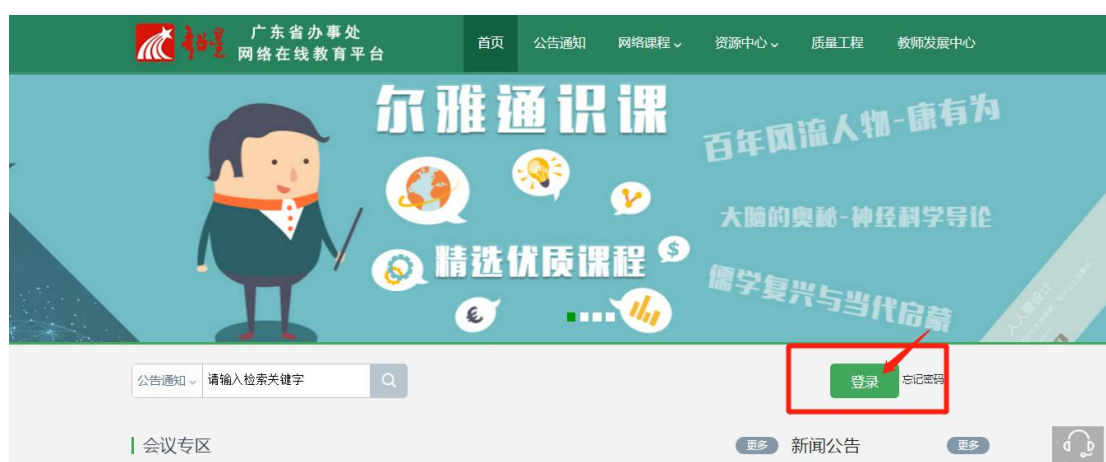 超星
广东省办事处
网络在线教育平台
首页 公告通知 网络课程 资源中心 质量工程 教师发展中心
尔雅通识课
百年风流人物-康有为
大脑的奥秘-神经科学导论
精选优质课程
儒学复兴与当代启蒙
$
€
公告通知 请输入检索关键字
登录 忘记密码
会议专区 更多 新闻公告 更多